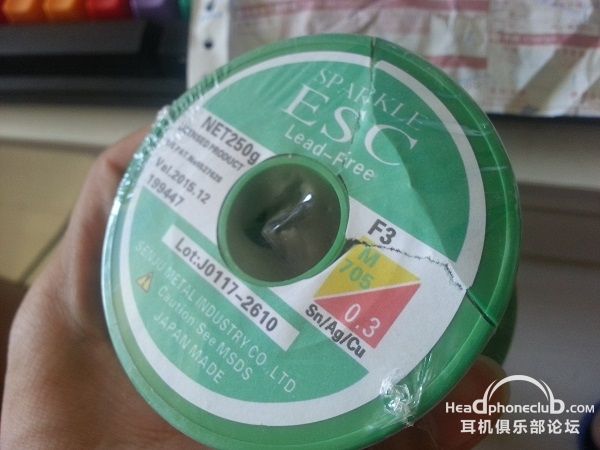 SPARKLE
ESC
Lead-Free
NET250g
LICENSED PRODUCT
Val.2015.12
199447
F3
M
705
0.3
Sn/Ag/Cu
Lot:J0117-2610
SENJU METAL INDUSTRY CO.,LTD.
Caution See MSDS
JAPAN MADE
HeadphoneClub.com
耳机俱乐部论坛